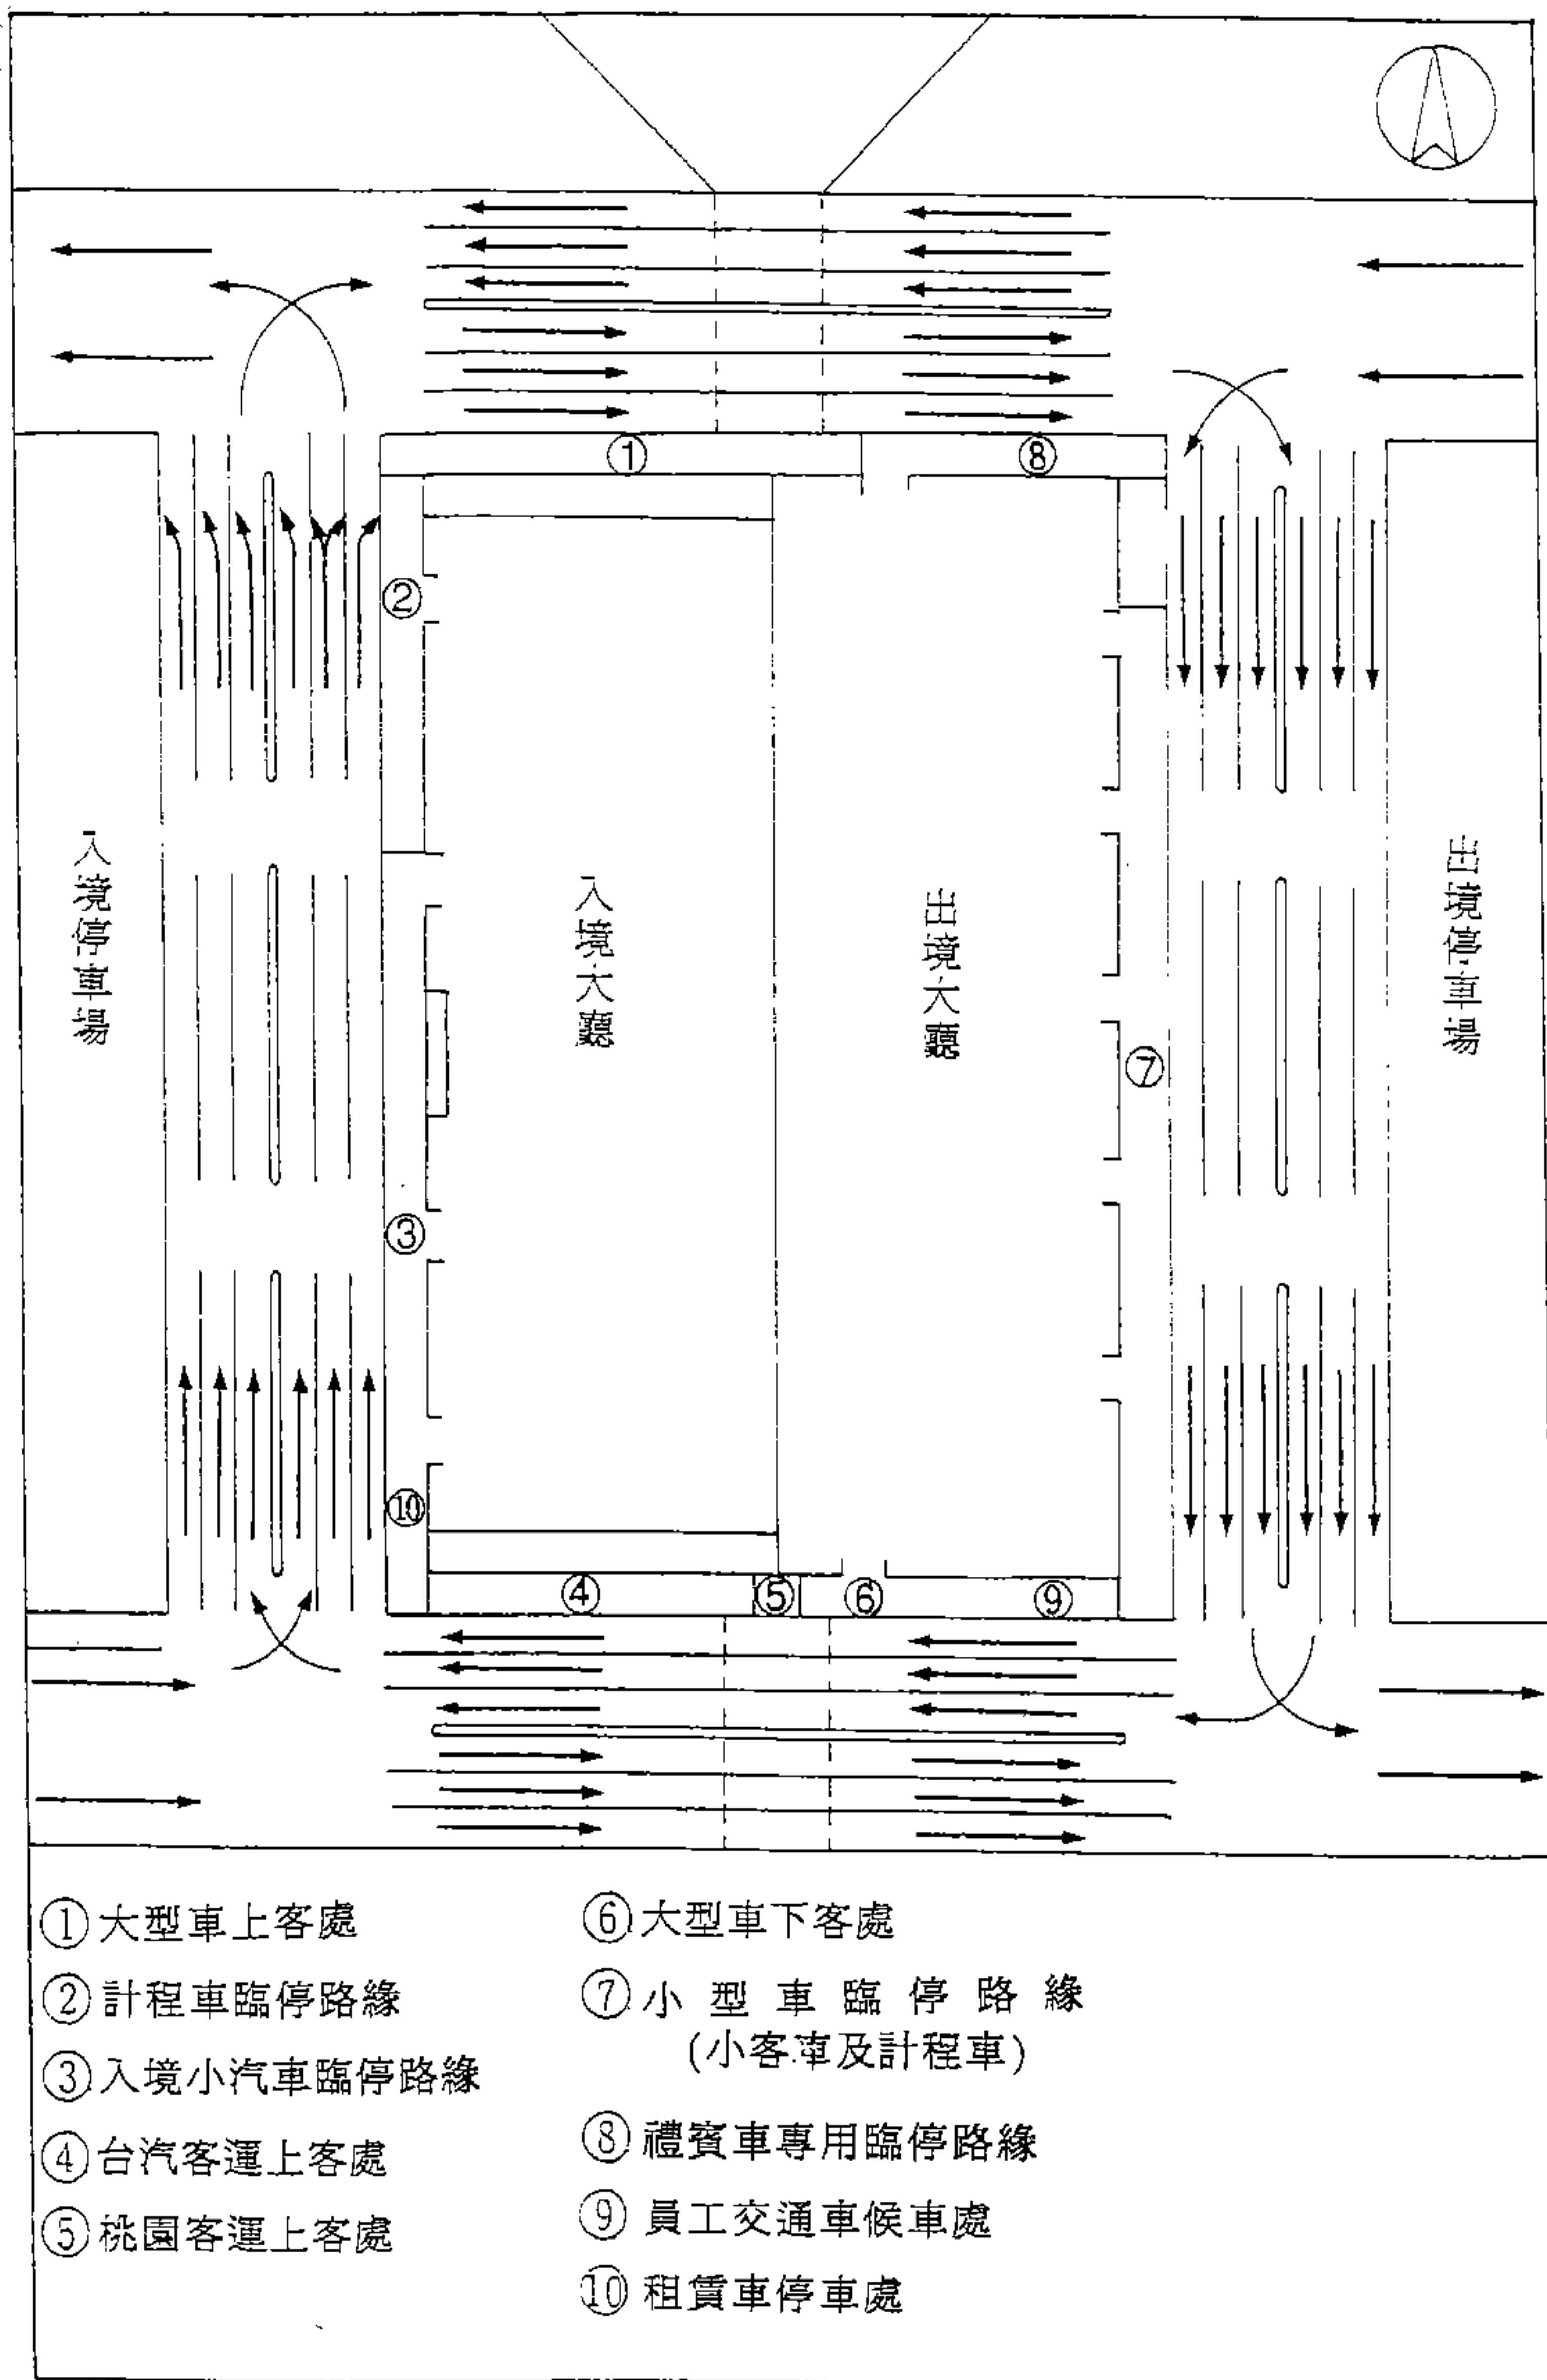 ①
⑧
②
入境停車場
入境大廳
出境大廳
出境停車場
⑦
③
⑩
④
⑤
⑥
⑨
①大型車上客處
②計程車臨停路緣
③入境小汽車臨停路緣
④台汽客運上客處
⑤桃園客運上客處
⑥大型車下客處
⑦小型車臨停路緣
(小客車及計程車)
⑧禮賓車專用臨停路緣
⑨員工交通車候車處
⑩租賃車停車處